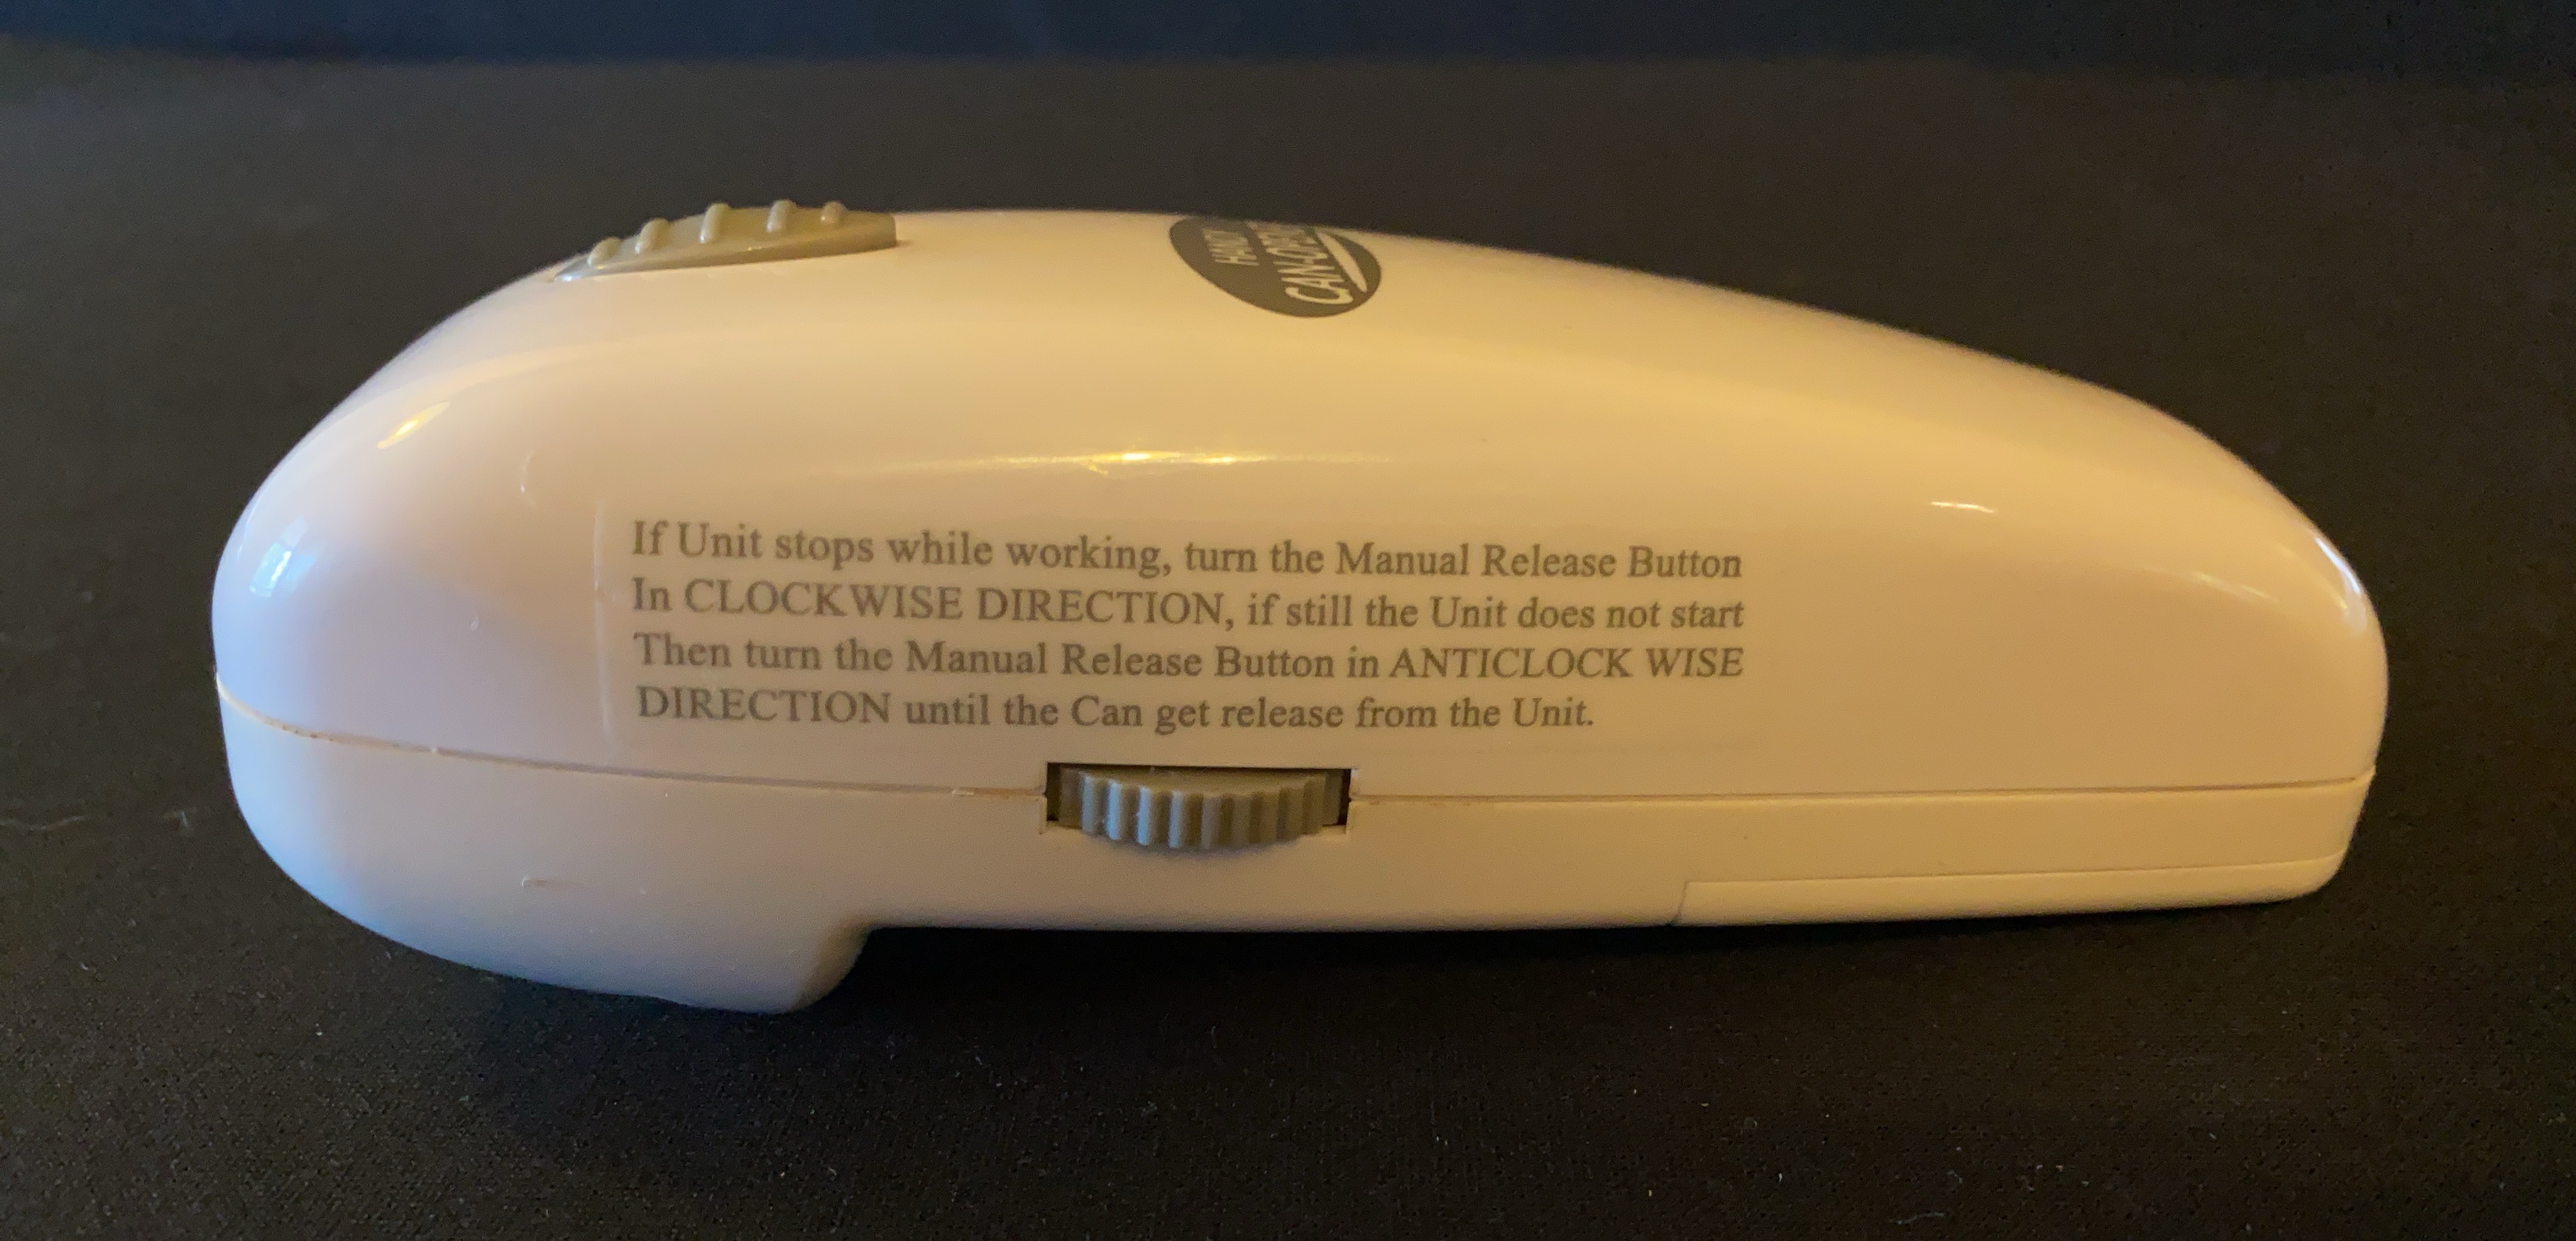 CAN-OPENER
If Unit stops while working, turn the Manual Release Button
In CLOCKWISE DIRECTION, if still the Unit does not start
Then turn the Manual Release Button in ANTICLOCK WISE
DIRECTION until the Can get release from the Unit.